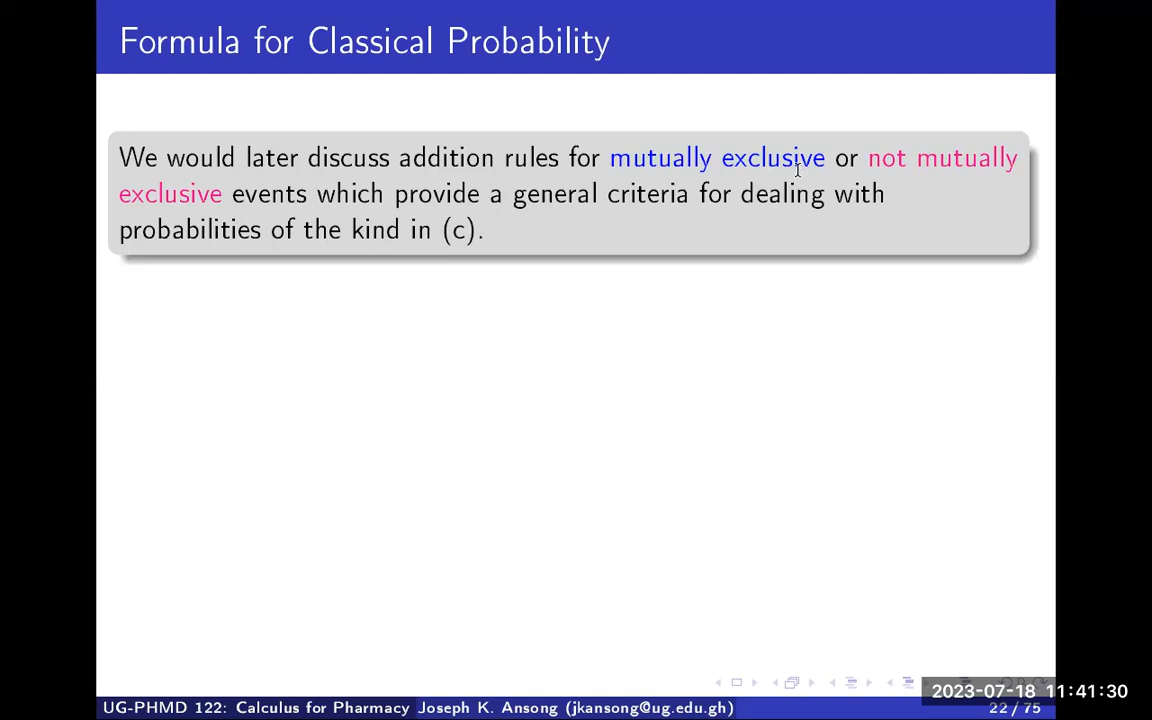 Formula for Classical Probability
We would later discuss addition rules for mutually exclusive or not mutually
exclusive events which provide a general criteria for dealing with
probabilities of the kind in (c).
2023-07-18 11:41:30
UG-PHMD 122: Calculus for Pharmacy Joseph K. Ansong (jkansong@ug.edu.gh) 22 / 75